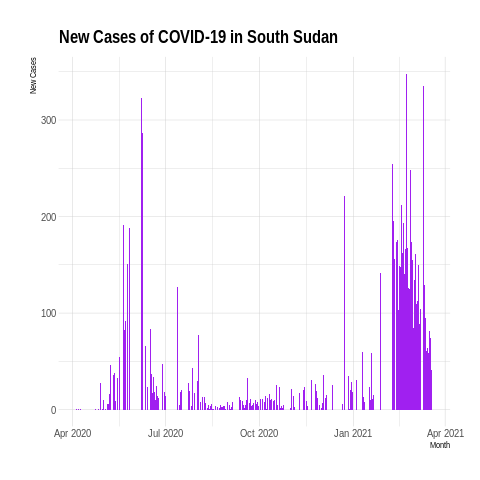 New Cases of COVID-19 in South Sudan
New Cases
300
200
100
0
Apr 2020 Jul 2020 Oct 2020 Jan 2021 Apr 2021
Month